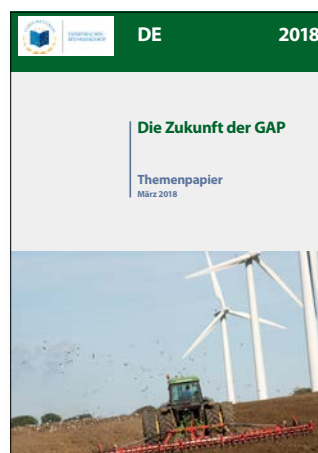 DE
2018
Die Zukunft der GAP
Themenpapier
März 2018